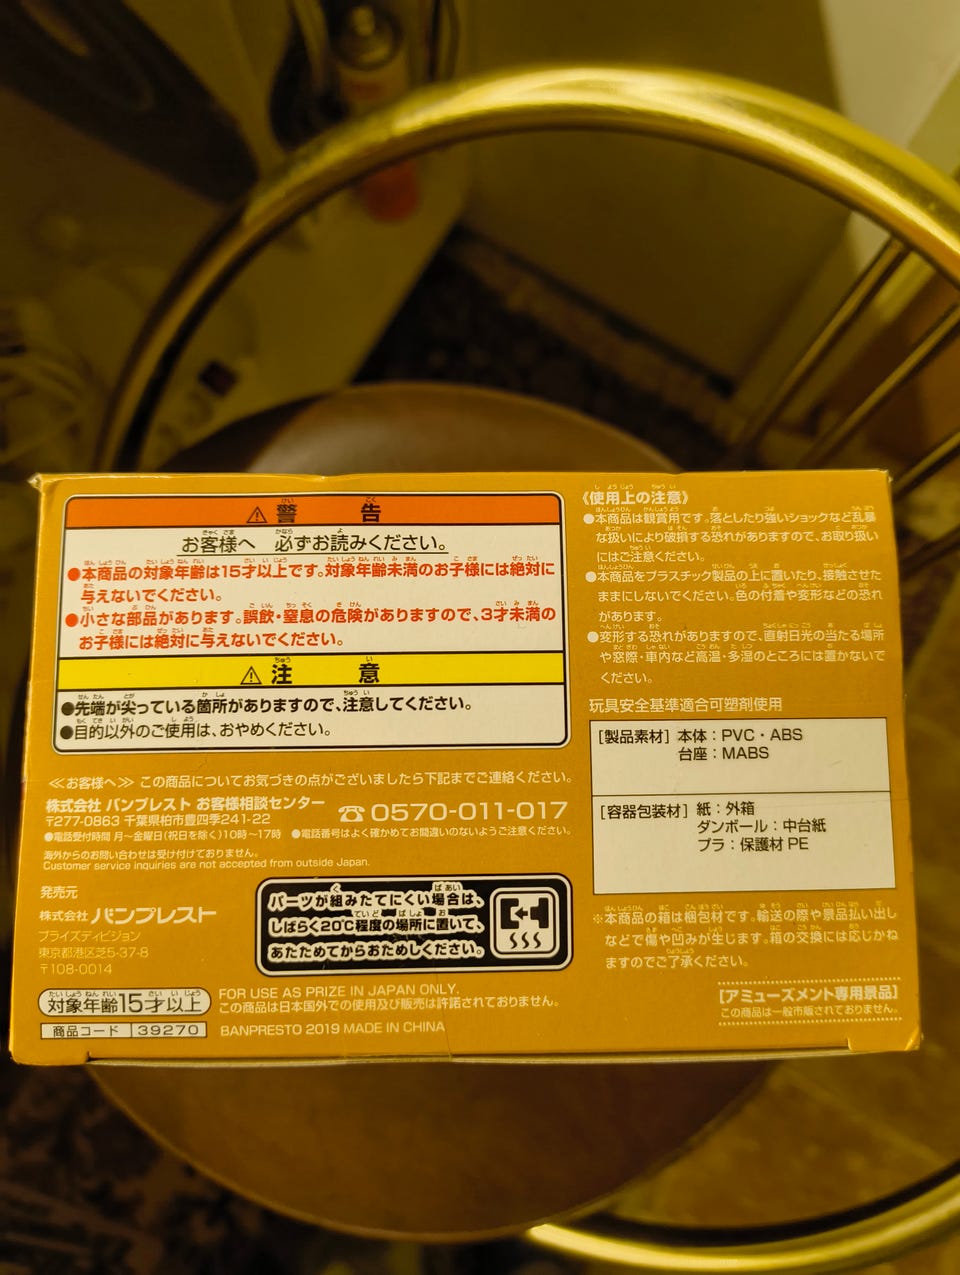 警告
お客様へ 必ずお読みください。
●本商品の対象年齢は15才以上です。対象年齢未満のお子様には絶対に
与えないでください。
●小さな部品があります。誤飲・窒息の危険がありますので、3才未満の
お子様には絶対に与えないでください。
注意
●先端が尖っている箇所がありますので、注意してください。
●目的以外のご使用は、おやめください。
≪お客様へ≫ この商品についてお気づきの点がございましたら下記までご連絡ください。
株式会社 バンプレスト お客様相談センター
〒277-0863 千葉県柏市豊四季241-22
☎0570-011-017
●電話受付時間 月〜金曜日(祝日を除く)10時〜17時 ●電話番号はよく確かめてお間違いのないようご注意ください。
海外からのお問い合わせは受け付けておりません。
Customer service inquiries are not accepted from outside Japan.
発売元
株式会社 バンプレスト
プライズディビジョン
東京都港区芝5-37-8
〒108-0014
パーツが組みたてにくい場合は、
しばらく20℃程度の場所に置いて、
あたためてからおためしください。
対象年齢15才以上
商品コード 39270
FOR USE AS PRIZE IN JAPAN ONLY.
この商品は日本国外での使用及び販売は許諾されておりません。
BANPRESTO 2019 MADE IN CHINA
《使用上の注意》
●本商品は観賞用です。落としたり強いショックなど乱暴
な扱いにより破損する恐れがありますので、お取り扱い
にはご注意ください。
●本商品をプラスチック製品の上に置いたり、接触させた
ままにしないでください。色の付着や変形などの恐れ
があります。
●変形する恐れがありますので、直射日光の当たる場所
や窓際・車内など高温・多湿のところには置かないで
ください。
玩具安全基準適合可塑剤使用
[製品素材] 本体：PVC・ABS
台座：MABS
[容器包装材] 紙：外箱
ダンボール：中台紙
プラ：保護材 PE
※本商品の箱は梱包材です。輸送の際や景品払い出し
などで傷や凹みが生じます。箱の交換には応じかね
ますのでご了承ください。
[アミューズメント専用景品]
この商品は一般市販されておりません。